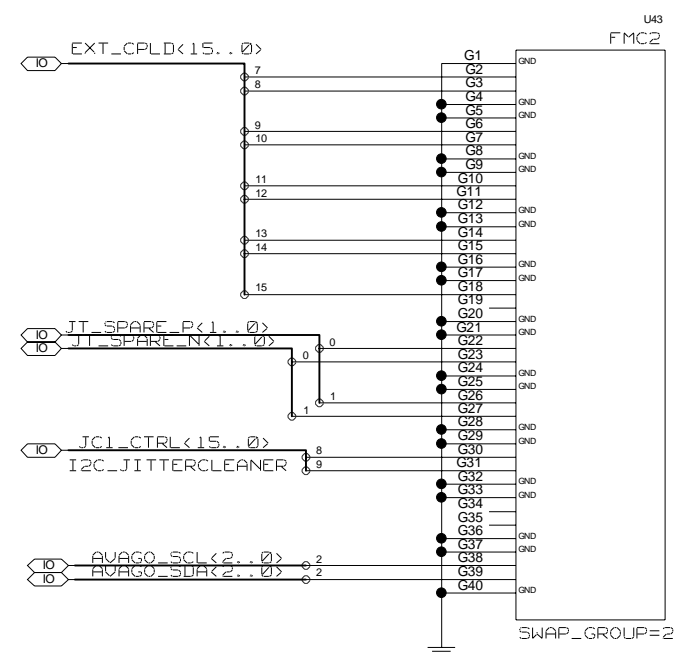 U43
FMC2
EXT_CPLD<15..0>
IO
G1 GND
7 G2
8 G3
G4 GND
G5 GND
9 G6
10 G7
G8 GND
G9 GND
11 G10
12 G11
G12 GND
G13 GND
13 G14
14 G15
G16 GND
G17 GND
15 G18
G19
G20 GND
IO JT_SPARE_P<1..0>
G21 GND
IO JT_SPARE_N<1..0>
0 G22
0 G23
G24 GND
G25 GND
1 G26
1 G27
G28 GND
G29 GND
IO JC1_CTRL<15..0>
8 G30
I2C_JITTERCLEANER
9 G31
G32 GND
G33 GND
G34
G35
G36 GND
G37 GND
IO AVAGO_SCL<2..0> 2 G38
IO AVAGO_SDA<2..0> 2 G39
G40 GND
SWAP_GROUP=2